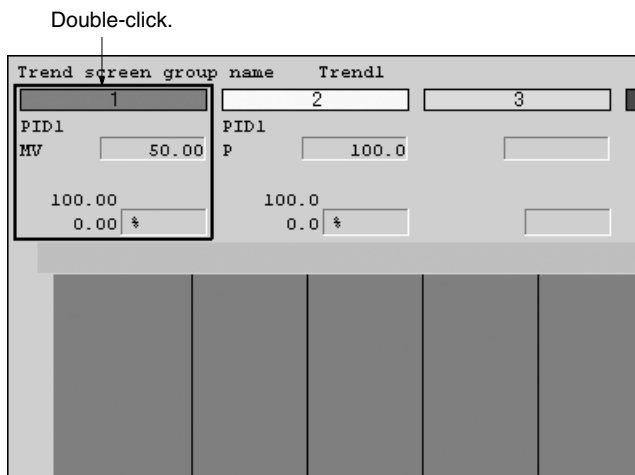 Double-click.
Trend screen group name Trend1
1 2 3
PID1 PID1
MV 50.00 P 100.0
100.00 100.0
0.00 % 0.0 %